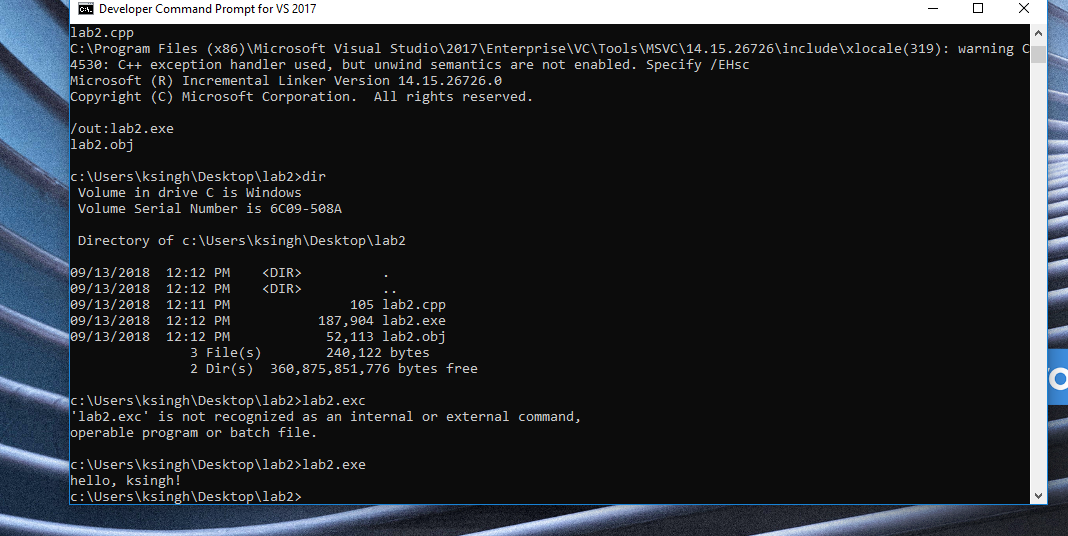 Developer Command Prompt for VS 2017
lab2.cpp
C:\Program Files (x86)\Microsoft Visual Studio\2017\Enterprise\VC\Tools\MSVC\14.15.26726\include\xlocale(319): warning C
4530: C++ exception handler used, but unwind semantics are not enabled. Specify /EHsc
Microsoft (R) Incremental Linker Version 14.15.26726.0
Copyright (C) Microsoft Corporation.  All rights reserved.
/out:lab2.exe
lab2.obj
c:\Users\ksingh\Desktop\lab2>dir
 Volume in drive C is Windows
 Volume Serial Number is 6C09-508A
 Directory of c:\Users\ksingh\Desktop\lab2
09/13/2018  12:12 PM    <DIR>          .
09/13/2018  12:12 PM    <DIR>          ..
09/13/2018  12:11 PM               105 lab2.cpp
09/13/2018  12:12 PM           187,904 lab2.exe
09/13/2018  12:12 PM            52,113 lab2.obj
               3 File(s)        240,122 bytes
               2 Dir(s)  360,875,851,776 bytes free
c:\Users\ksingh\Desktop\lab2>lab2.exc
'lab2.exc' is not recognized as an internal or external command,
operable program or batch file.
c:\Users\ksingh\Desktop\lab2>lab2.exe
hello, ksingh!
c:\Users\ksingh\Desktop\lab2>